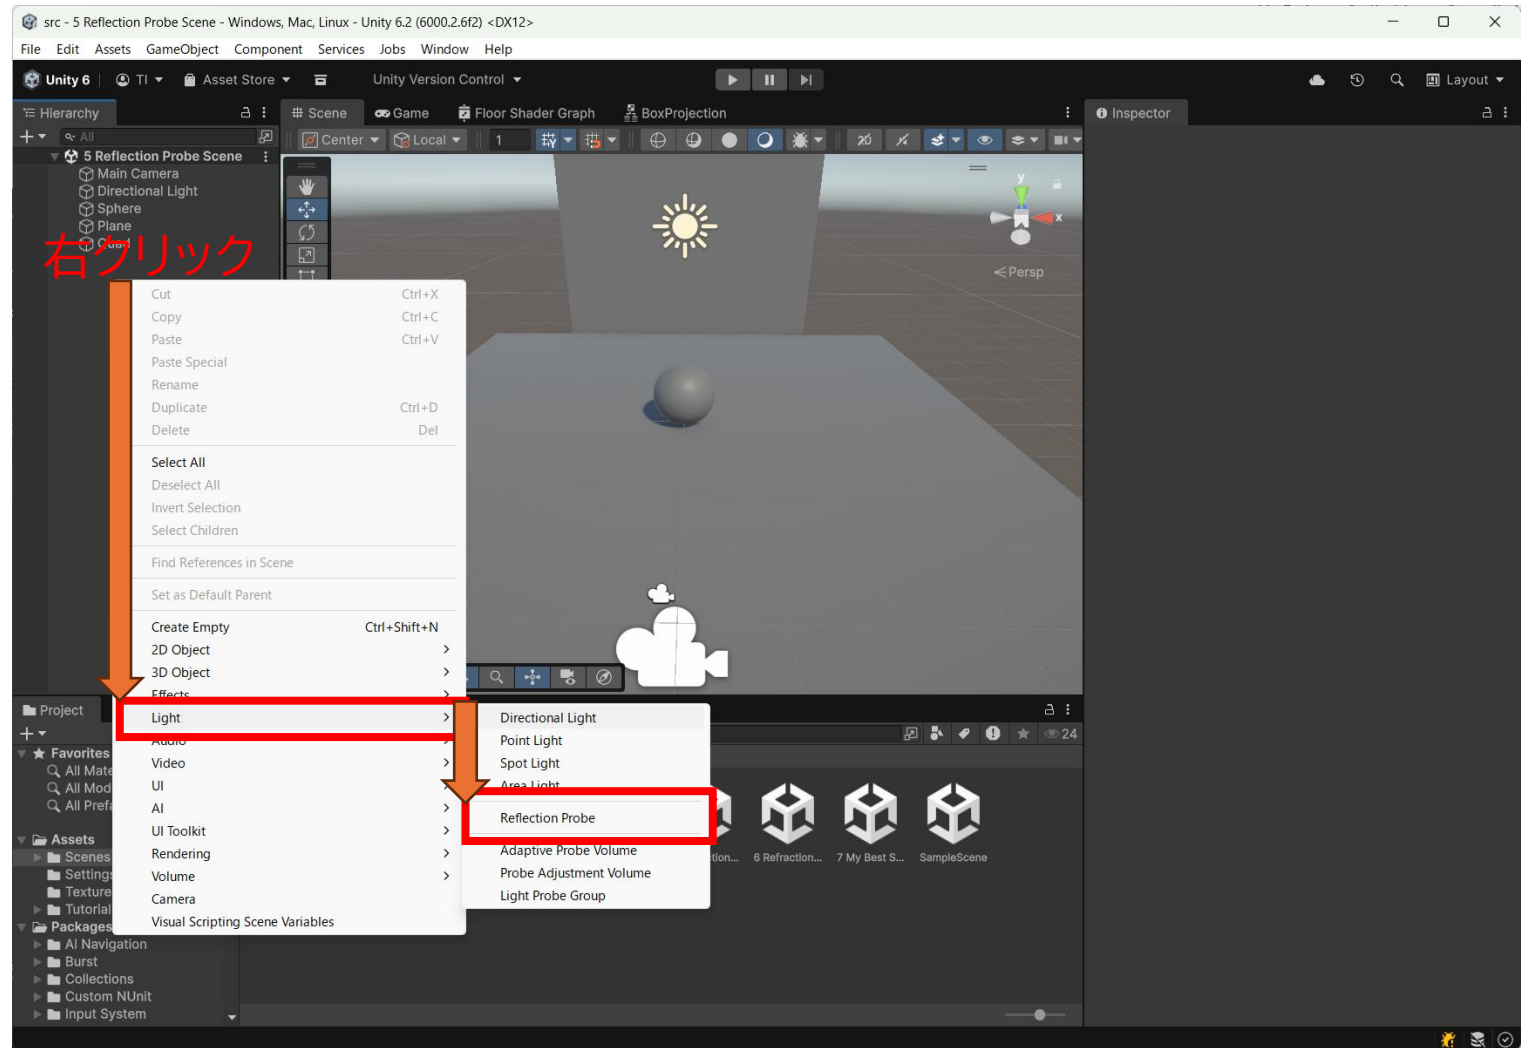 src - 5 Reflection Probe Scene - Windows, Mac, Linux - Unity 6.2 (6000.2.6f2) <DX12>
File Edit Assets GameObject Component Services Jobs Window Help
Unity 6 TI Asset Store Unity Version Control Layout
Hierarchy
Scene Game Floor Shader Graph BoxProjection
Inspector
All
Center Local 1 2D
5 Reflection Probe Scene
Main Camera
Directional Light
Sphere
Plane
Quad
右クリック
y
x
Persp
Cut Ctrl+X
Copy Ctrl+C
Paste Ctrl+V
Paste Special
Rename
Duplicate Ctrl+D
Delete Del
Select All
Deselect All
Invert Selection
Select Children
Find References in Scene
Set as Default Parent
Create Empty Ctrl+Shift+N
2D Object
3D Object
Effects
Light
Audio
Video
UI
AI
UI Toolkit
Rendering
Volume
Camera
Visual Scripting Scene Variables
Directional Light
Point Light
Spot Light
Area Light
Reflection Probe
Adaptive Probe Volume
Probe Adjustment Volume
Light Probe Group
Project
24
Favorites
All Mate
All Mod
All Prefa
Assets
Scenes
Settings
Texture
Tutorial
Packages
AI Navigation
Burst
Collections
Custom NUnit
Input System
tion... 6 Refraction... 7 My Best S... SampleScene